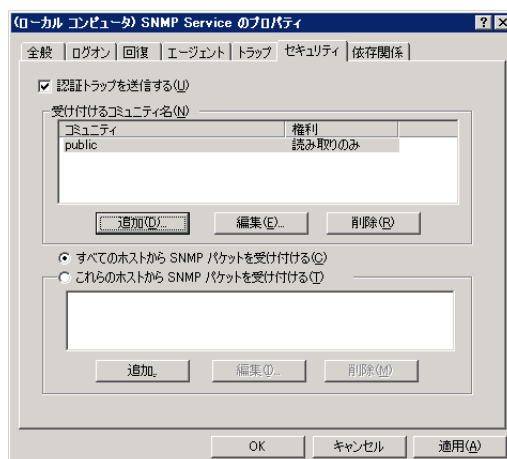 (ローカル コンピュータ) SNMP Service のプロパティ
全般 ログオン 回復 エージェント トラップ セキュリティ 依存関係
認証トラップを送信する(U)
受け付けるコミュニティ名(N)
コミュニティ 権利
public 読み取りのみ
追加(D)... 編集(E)... 削除(R)
すべてのホストから SNMP パケットを受け付ける(C)
これらのホストから SNMP パケットを受け付ける(T)
追加... 編集(I)... 削除(M)
OK キャンセル 適用(A)